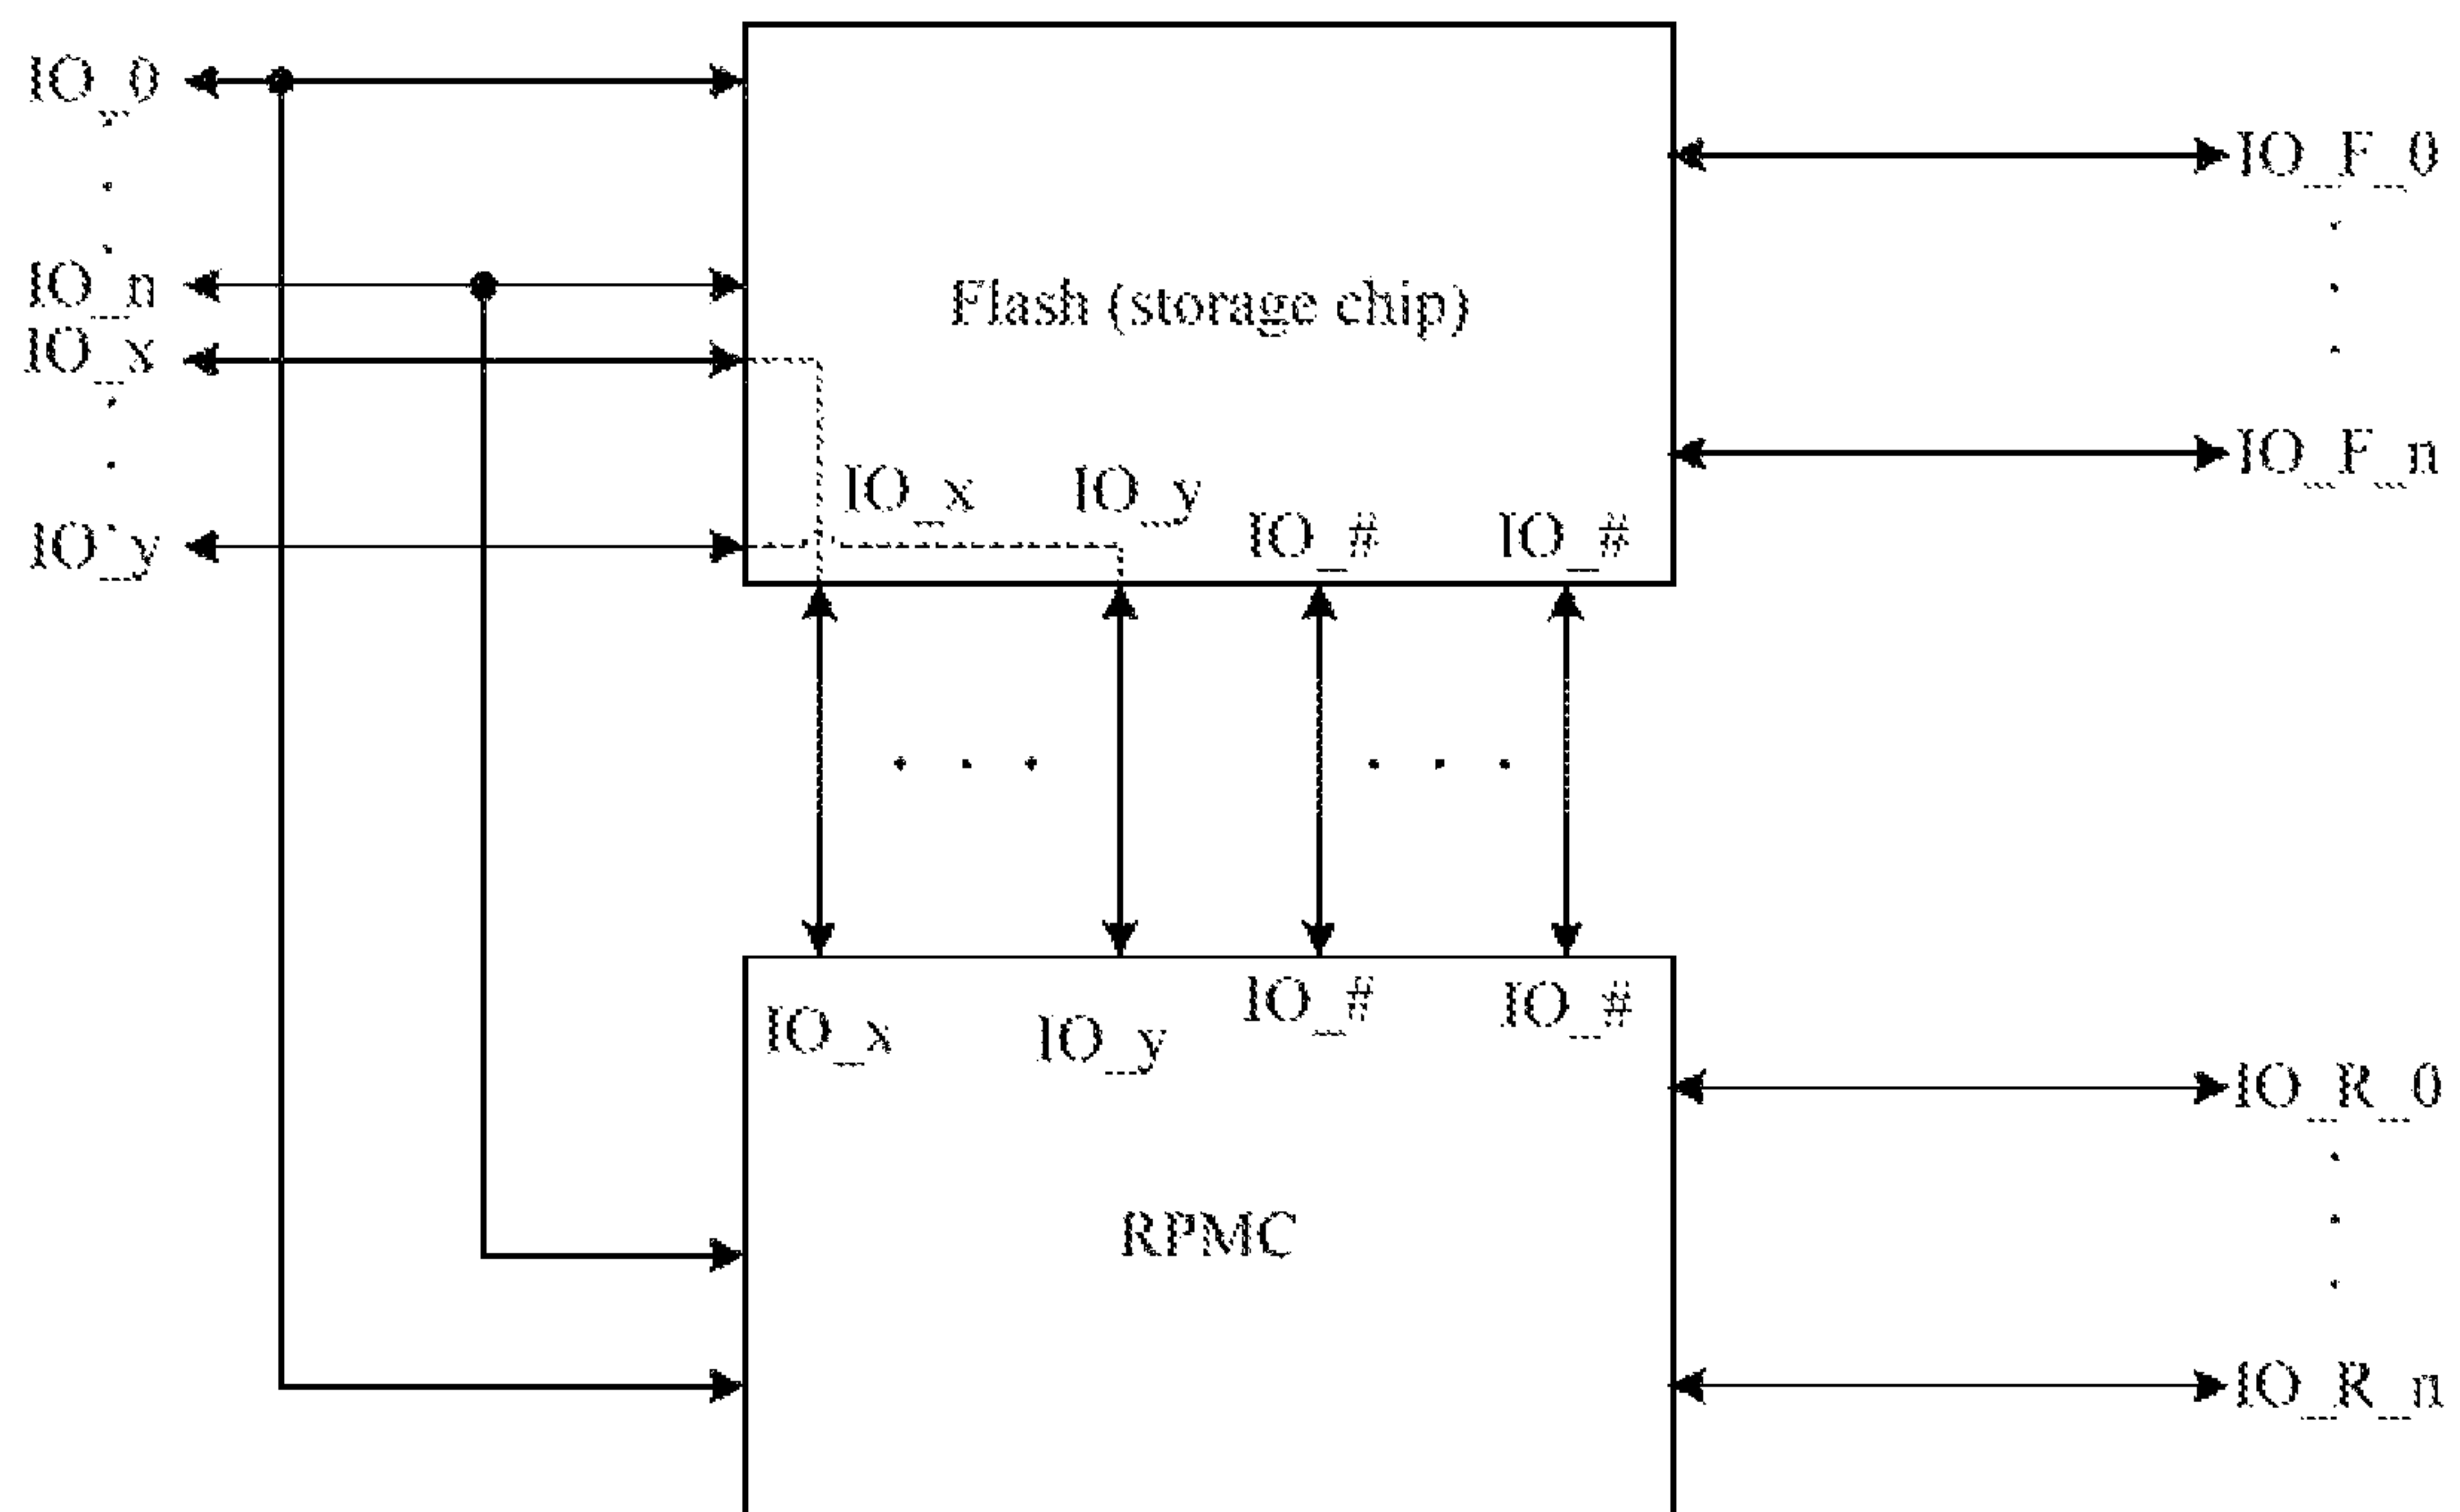 IO_0
IO_n
IO_x
IO_y
Flash (storage chip)
IO_x
IO_y
IO_#
IO_#
IO_F_0
IO_F_n
IO_x
IO_y
IO_#
IO_#
RPMC
IO_R_0
IO_R_n